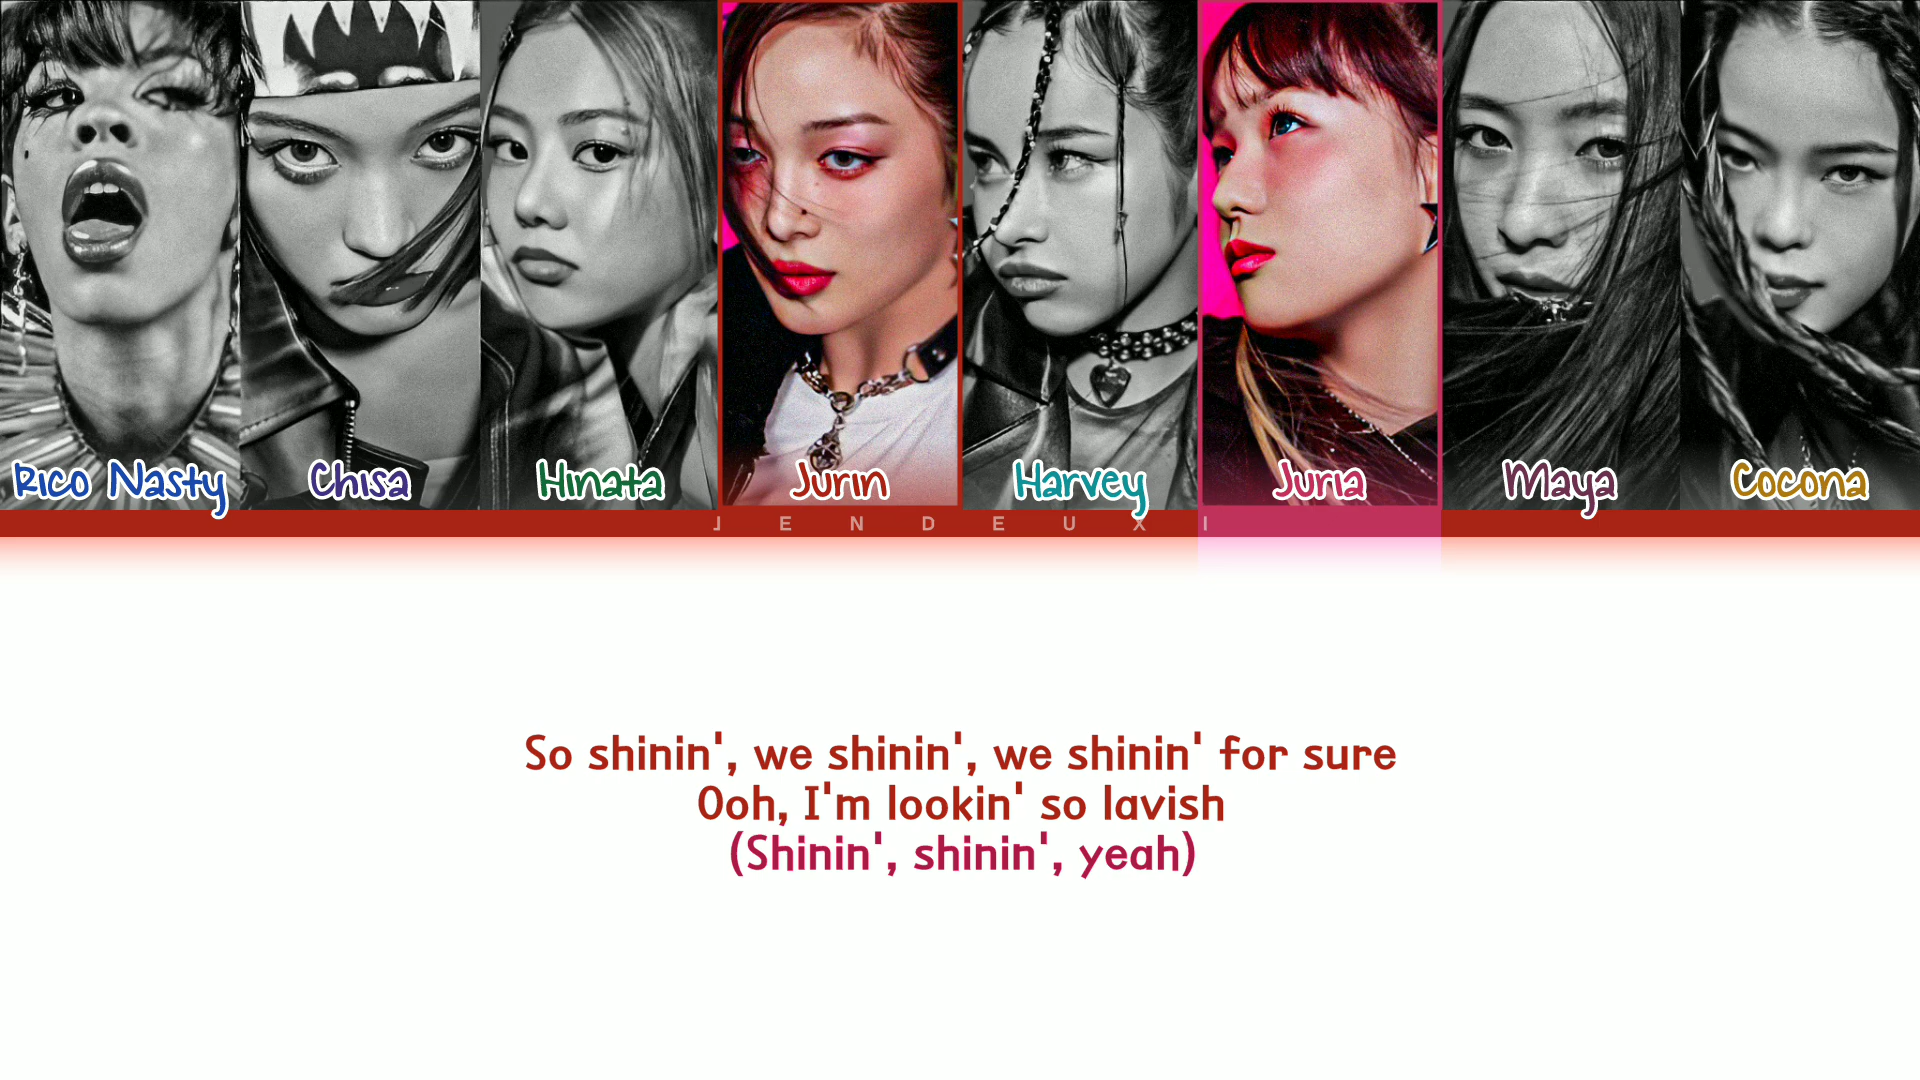 Rico Nasty Chisa Hinata Jurin Harvey Juria Maya Cocona
JENDEUXI
So shinin', we shinin', we shinin' for sure
Ooh, I'm lookin' so lavish
(Shinin', shinin', yeah)